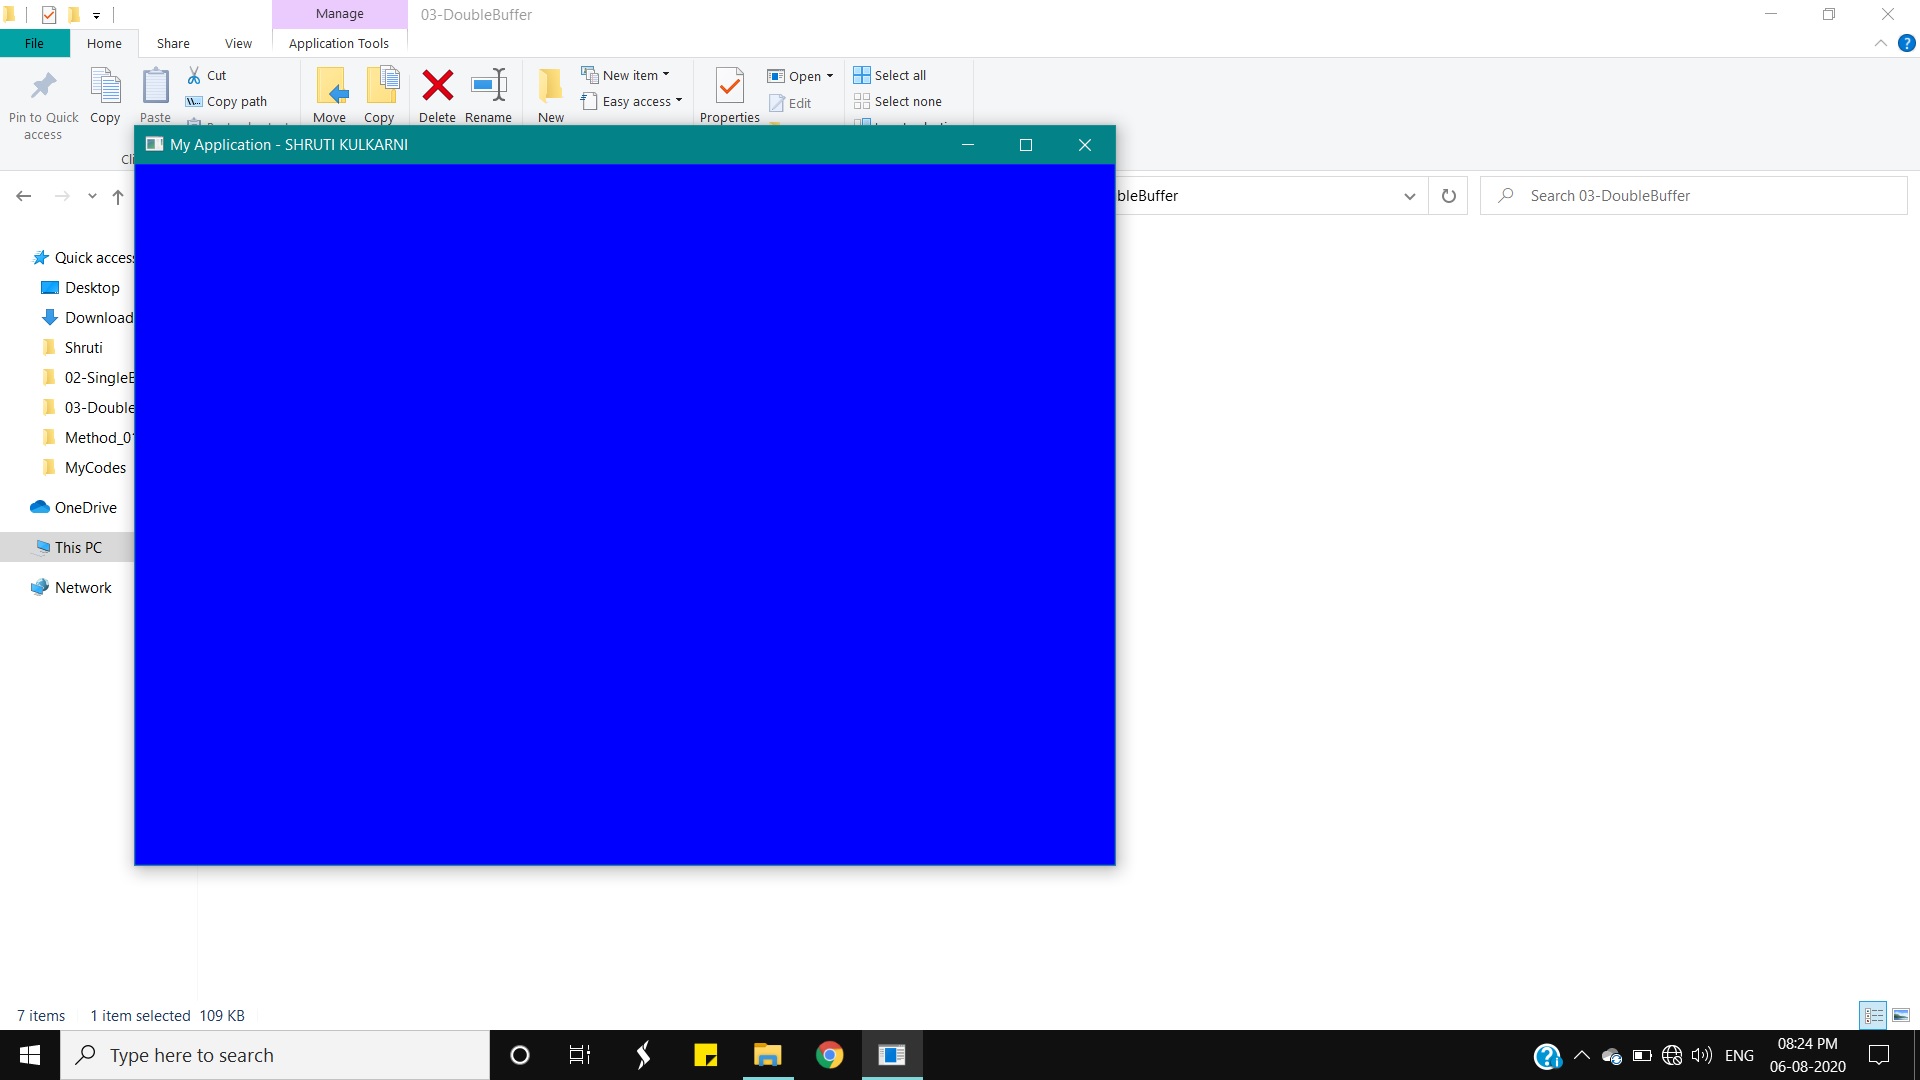 Manage
03-DoubleBuffer
File
Home
Share
View
Application Tools
Pin to Quick access
Copy
Paste
Cut
Copy path
Move
Copy
Delete
Rename
New
New item
Easy access
Properties
Open
Edit
Select all
Select none
My Application - SHRUTI KULKARNI
bleBuffer
Search 03-DoubleBuffer
Quick acces
Desktop
Download
Shruti
02-SingleB
03-Double
Method_01
MyCodes
OneDrive
This PC
Network
7 items
1 item selected 109 KB
Type here to search
ENG
08:24 PM
06-08-2020